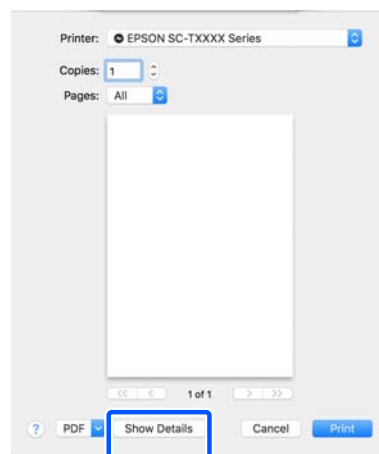 Printer: EPSON SC-TXXXX Series
Copies: 1
Pages: All
<< < 1 of 1 > >>
? PDF Show Details Cancel Print